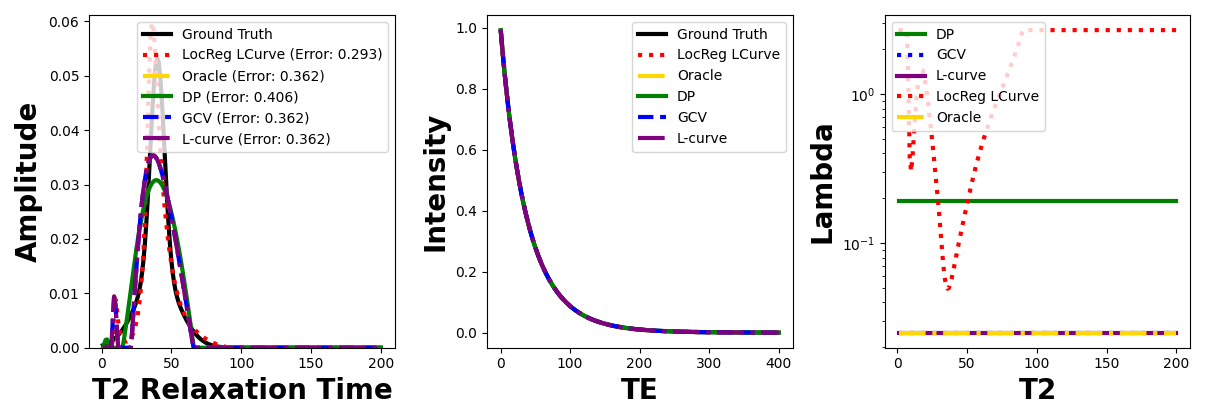 0.06
0.05
0.04
0.03
0.02
0.01
0.00
0
50
100
150
200
Amplitude
T2 Relaxation Time
Ground Truth
LocReg LCurve (Error: 0.293)
Oracle (Error: 0.362)
DP (Error: 0.406)
GCV (Error: 0.362)
L-curve (Error: 0.362)
1.0
0.8
0.6
0.4
0.2
0.0
0
100
200
300
400
Intensity
TE
Ground Truth
LocReg LCurve
Oracle
DP
GCV
L-curve
10⁰
10⁻¹
0
50
100
150
200
Lambda
T2
DP
GCV
L-curve
LocReg LCurve
Oracle